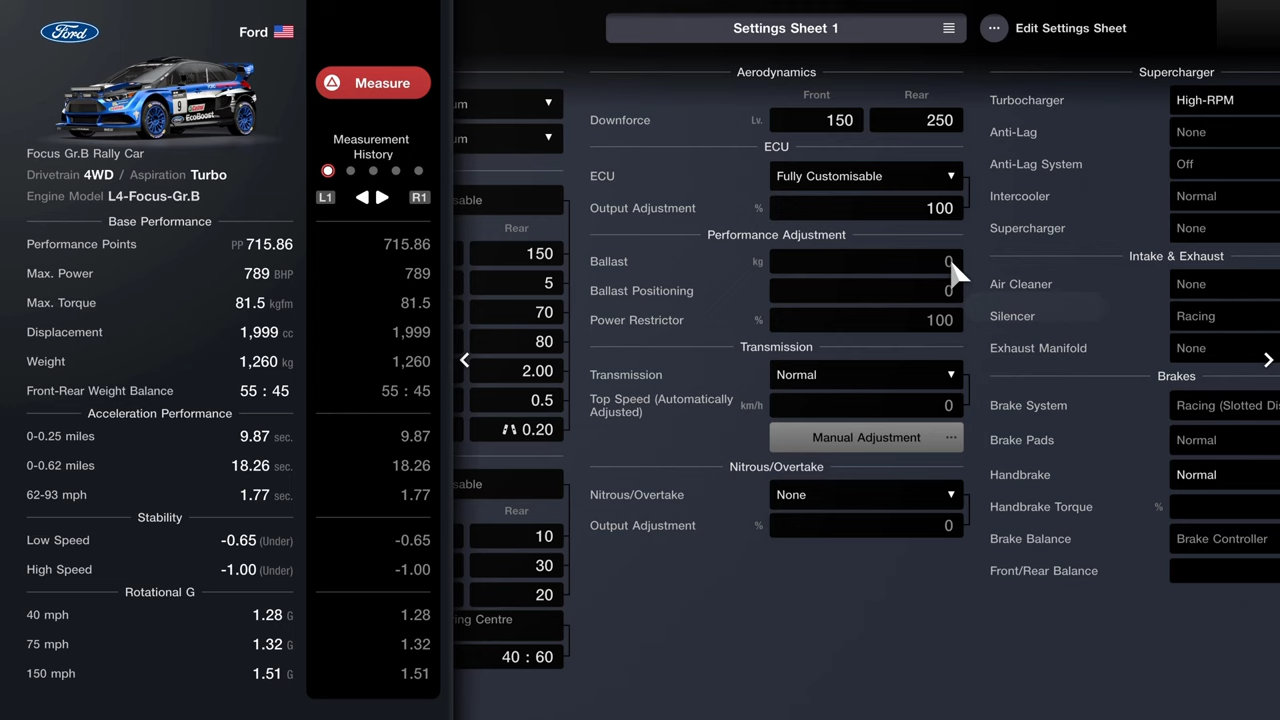 Ford
Ford
9
EcoBoost
Focus Gr.B Rally Car
Drivetrain 4WD / Aspiration Turbo
Engine Model L4-Focus-Gr.B
Base Performance
Performance Points PP 715.86
Max. Power 789 BHP
Max. Torque 81.5 kgfm
Displacement 1,999 cc
Weight 1,260 kg
Front-Rear Weight Balance 55 : 45
Acceleration Performance
0-0.25 miles 9.87 sec.
0-0.62 miles 18.26 sec.
62-93 mph 1.77 sec.
Stability
Low Speed -0.65 (Under)
High Speed -1.00 (Under)
Rotational G
40 mph 1.28 G
75 mph 1.32 G
150 mph 1.51 G
Measure
Measurement
History
L1 R1
715.86
789
81.5
1,999
1,260
55 : 45
9.87
18.26
1.77
-0.65
-1.00
1.28
1.32
1.51
um
um
sable
Rear
150
5
70
80
2.00
0.5
0.20
sable
Rear
10
30
20
ing Centre
40 : 60
Settings Sheet 1
Edit Settings Sheet
Aerodynamics
Front Rear
Downforce Lv. 150 250
ECU
ECU Fully Customisable
Output Adjustment % 100
Performance Adjustment
Ballast kg 0
Ballast Positioning 0
Power Restrictor % 100
Transmission
Transmission Normal
Top Speed (Automatically
Adjusted) km/h 0
Manual Adjustment ...
Nitrous/Overtake
Nitrous/Overtake None
Output Adjustment % 0
Supercharger
Turbocharger High-RPM
Anti-Lag None
Anti-Lag System Off
Intercooler Normal
Supercharger None
Intake & Exhaust
Air Cleaner None
Silencer Racing
Exhaust Manifold None
Brakes
Brake System Racing (Slotted Di
Brake Pads Normal
Handbrake Normal
Handbrake Torque %
Brake Balance Brake Controller
Front/Rear Balance